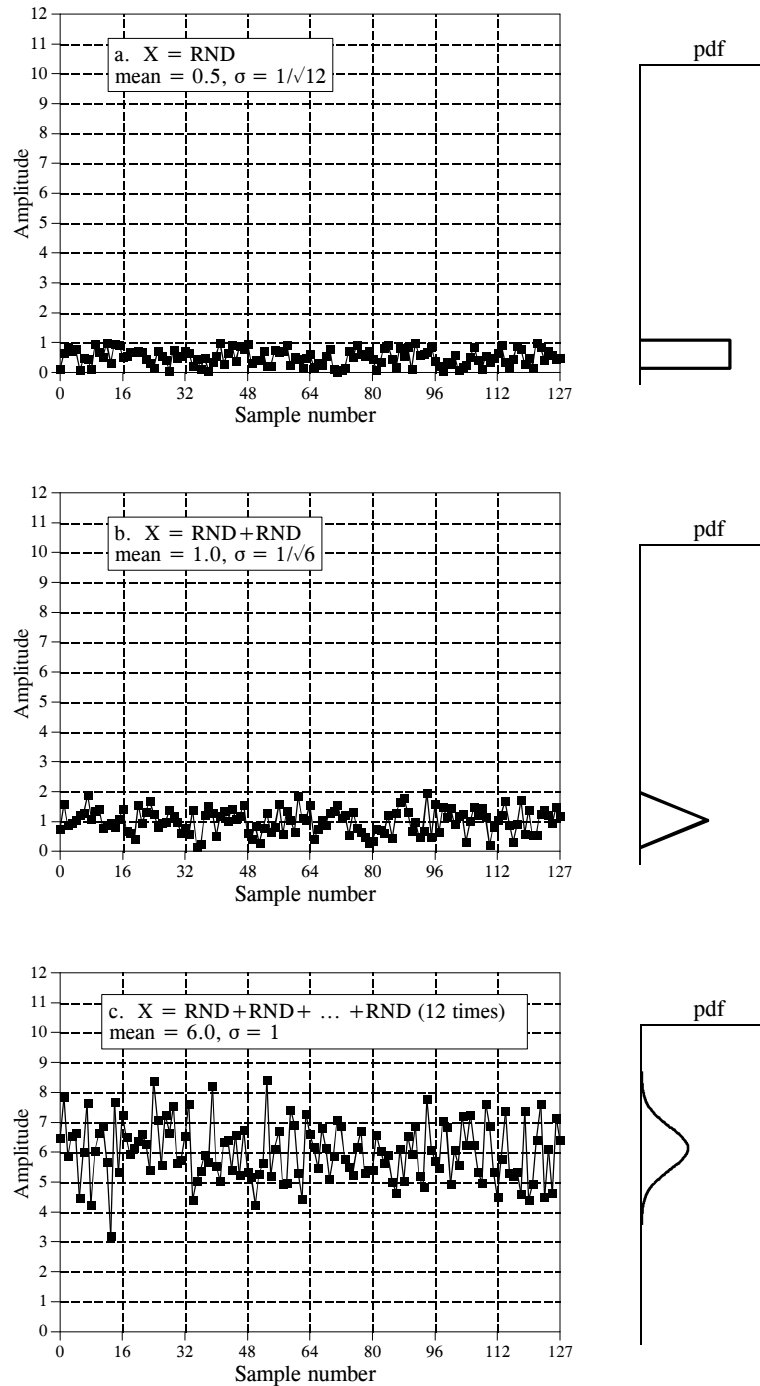 12
11
10
9
8
7
6
5
4
3
2
1
0
Amplitude
a. X = RND
mean = 0.5, σ = 1/√12
0 16 32 48 64 80 96 112 127
Sample number
pdf
12
11
10
9
8
7
6
5
4
3
2
1
0
Amplitude
b. X = RND+RND
mean = 1.0, σ = 1/√6
0 16 32 48 64 80 96 112 127
Sample number
pdf
12
11
10
9
8
7
6
5
4
3
2
1
0
Amplitude
c. X = RND+RND+ ... +RND (12 times)
mean = 6.0, σ = 1
0 16 32 48 64 80 96 112 127
Sample number
pdf